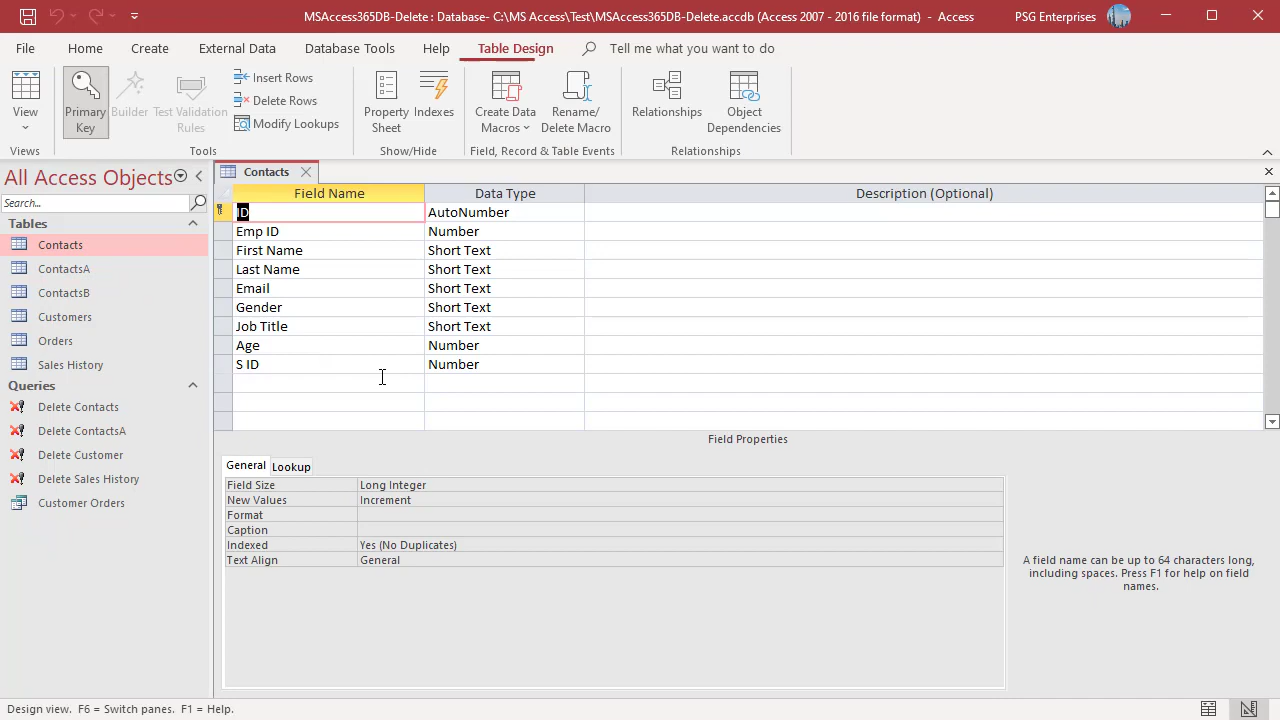 MSAccess365DB-Delete : Database- C:\MS Access\Test\MSAccess365DB-Delete.accdb (Access 2007 - 2016 file format) - Access
PSG Enterprises
File
Home
Create
External Data
Database Tools
Help
Table Design
Tell me what you want to do
View
Primary Key
Builder
Test Validation Rules
Insert Rows
Delete Rows
Modify Lookups
Property Sheet
Indexes
Create Data Macros
Rename/ Delete Macro
Relationships
Object Dependencies
Views
Tools
Show/Hide
Field, Record & Table Events
Relationships
All Access Objects
Search...
Tables
Contacts
ContactsA
ContactsB
Customers
Orders
Sales History
Queries
Delete Contacts
Delete ContactsA
Delete Customer
Delete Sales History
Customer Orders
Contacts
Field Name Data Type Description (Optional)
ID AutoNumber
Emp ID Number
First Name Short Text
Last Name Short Text
Email Short Text
Gender Short Text
Job Title Short Text
Age Number
S ID Number
Field Properties
General Lookup
Field Size Long Integer
New Values Increment
Format
Caption
Indexed Yes (No Duplicates)
Text Align General
A field name can be up to 64 characters long,
including spaces. Press F1 for help on field
names.
Design view. F6 = Switch panes. F1 = Help.